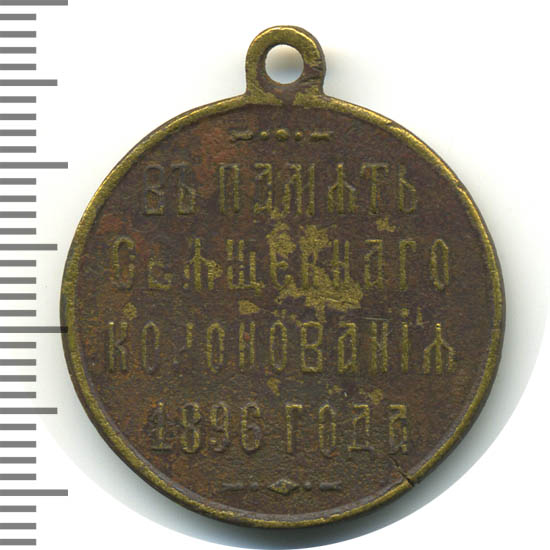 ВЪ ПАМѦТЬ
СВѦЩЕННАГО
КОРОНОВАНІѦ
1896 ГОДА